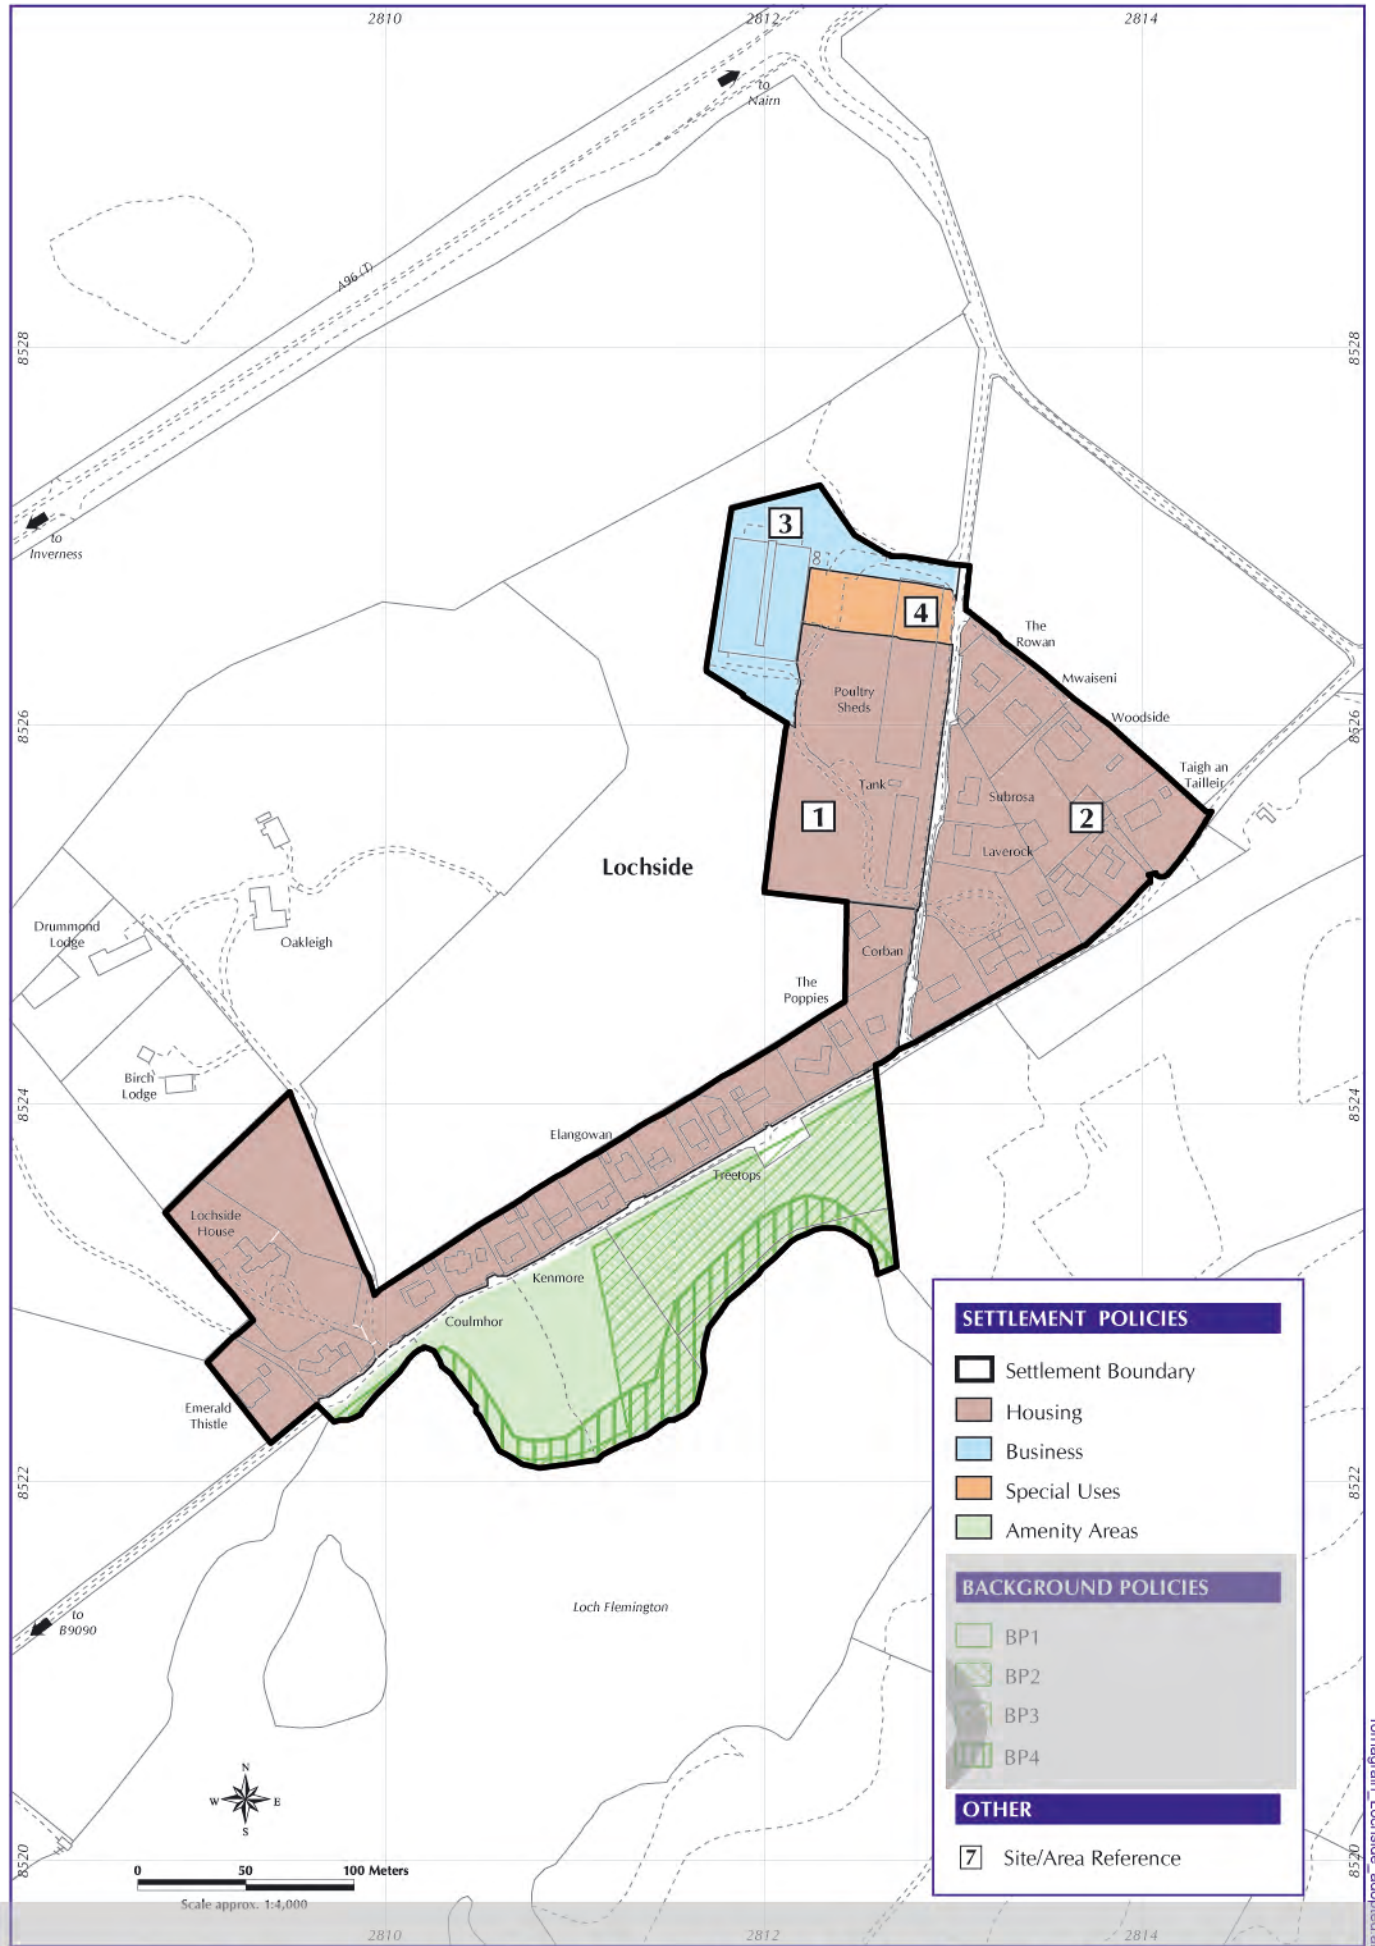 2810
2812
2814
to
Nairn
A96 (T)
8528
8528
to
Inverness
3
4
The
Rowan
Mwaiseni
Woodside
Taigh an
Tailleir
Poultry
Sheds
8526
8526
Tank
Subrosa
1
2
Laverock
Lochside
Drummond
Lodge
Oakleigh
Corban
The
Poppies
Birch
Lodge
8524
8524
Elangowan
Treetops
Lochside
House
Kenmore
Coulmhor
Emerald
Thistle
8522
8522
to
B9090
Loch Flemington
SETTLEMENT POLICIES
Settlement Boundary
Housing
Business
Special Uses
Amenity Areas
BACKGROUND POLICIES
BP1
BP2
BP3
BP4
OTHER
7 Site/Area Reference
N
W E
S
0 50 100 Meters
Scale approx. 1:4,000
8520
8520
2810
2812
2814